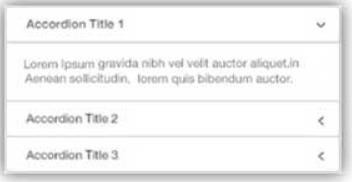 Accordion Title 1
Lorem Ipsum gravida nibh vel velit auctor aliquet.in
Aenean sollicitudin, lorem quis bibendum auctor.
Accordion Title 2
Accordion Title 3